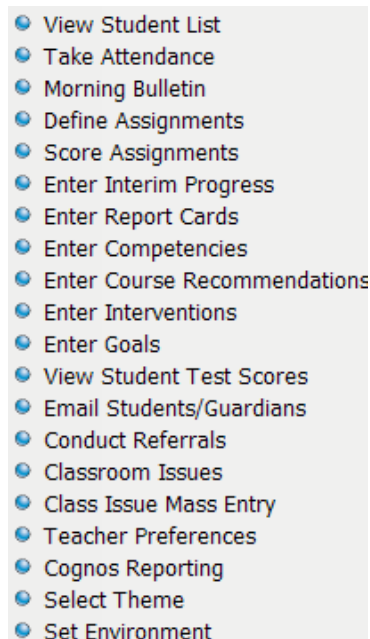 View Student List
Take Attendance
Morning Bulletin
Define Assignments
Score Assignments
Enter Interim Progress
Enter Report Cards
Enter Competencies
Enter Course Recommendations
Enter Interventions
Enter Goals
View Student Test Scores
Email Students/Guardians
Conduct Referrals
Classroom Issues
Class Issue Mass Entry
Teacher Preferences
Cognos Reporting
Select Theme
Set Environment